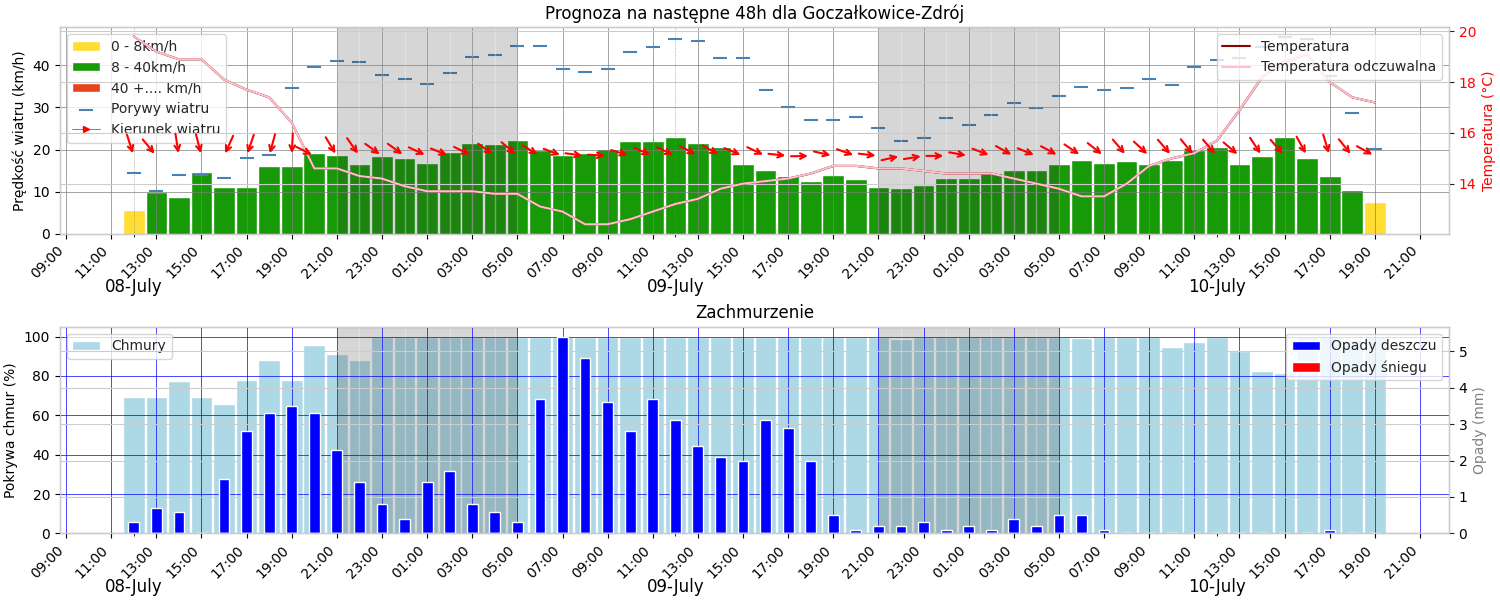 Prognoza na następne 48h dla Goczałkowice-Zdrój
0 - 8km/h
8 - 40km/h
40 +.... km/h
Porywy wiatru
Kierunek wiatru
Temperatura
Temperatura odczuwalna
Prędkość wiatru (km/h)
0
10
20
30
40
Temperatura (°C)
14
16
18
20
09:00 11:00 13:00 15:00 17:00 19:00 21:00 23:00 01:00 03:00 05:00 07:00 09:00 11:00 13:00 15:00 17:00 19:00 21:00 23:00 01:00 03:00 05:00 07:00 09:00 11:00 13:00 15:00 17:00 19:00 21:00
08-July 09-July 10-July
Zachmurzenie
Chmury
Opady deszczu
Opady śniegu
Pokrywa chmur (%)
0
20
40
60
80
100
Opady (mm)
0
1
2
3
4
5
09:00 11:00 13:00 15:00 17:00 19:00 21:00 23:00 01:00 03:00 05:00 07:00 09:00 11:00 13:00 15:00 17:00 19:00 21:00 23:00 01:00 03:00 05:00 07:00 09:00 11:00 13:00 15:00 17:00 19:00 21:00
08-July 09-July 10-July